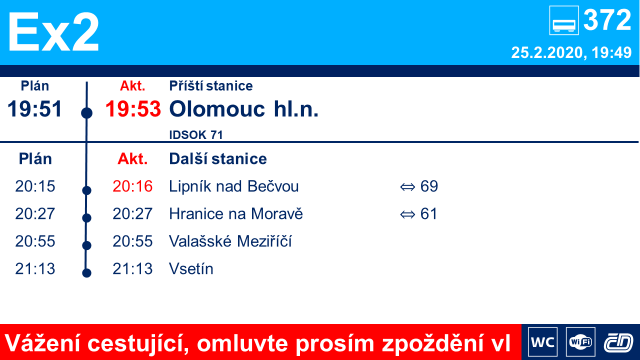 Ex2
372
25.2.2020, 19:49
Plán Akt. Příští stanice
19:51 19:53 Olomouc hl.n.
IDSOK 71
Plán Akt. Další stanice
20:15 20:16 Lipník nad Bečvou ⇔ 69
20:27 20:27 Hranice na Moravě ⇔ 61
20:55 20:55 Valašské Meziříčí
21:13 21:13 Vsetín
Vážení cestující, omluvte prosím zpoždění vl WC WiFi ČD